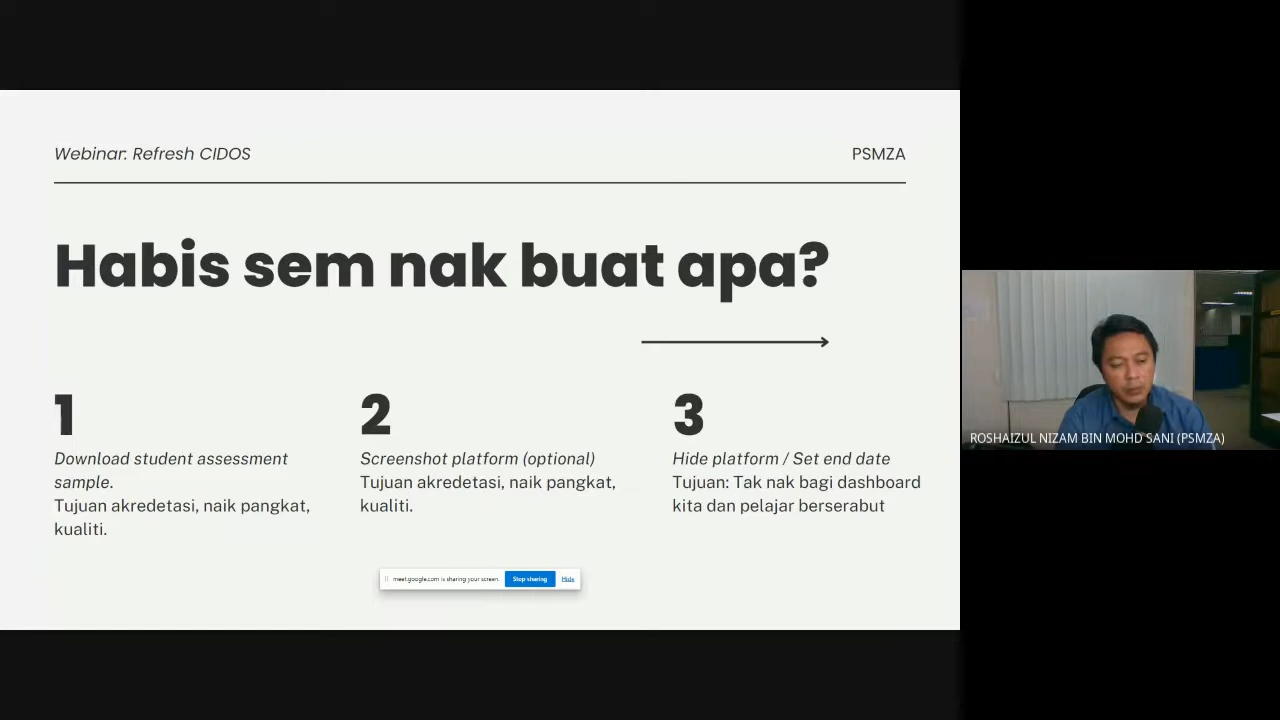 Webinar: Refresh CIDOS
PSMZA
Habis sem nak buat apa?
1
Download student assessment
sample.
Tujuan akredetasi, naik pangkat,
kualiti.
2
Screenshot platform (optional)
Tujuan akredetasi, naik pangkat,
kualiti.
3
Hide platform / Set end date
Tujuan: Tak nak bagi dashboard
kita dan pelajar berserabut
meet.google.com is sharing your screen.
Stop sharing
Hide
ROSHAIZUL NIZAM BIN MOHD SANI (PSMZA)